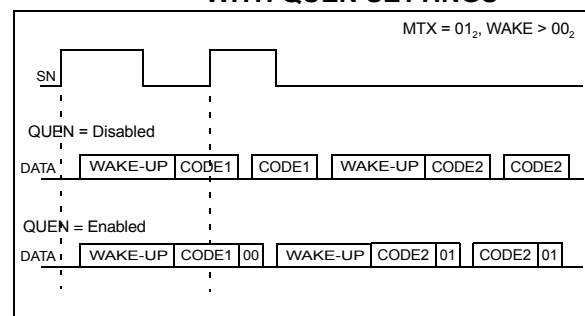 WITH QUEN SETTINGS
MTX = 01₂, WAKE > 00₂
SN
QUEN = Disabled
DATA WAKE-UP CODE1 CODE1 WAKE-UP CODE2 CODE2
QUEN = Enabled
DATA WAKE-UP CODE1 00 WAKE-UP CODE2 01 CODE2 01